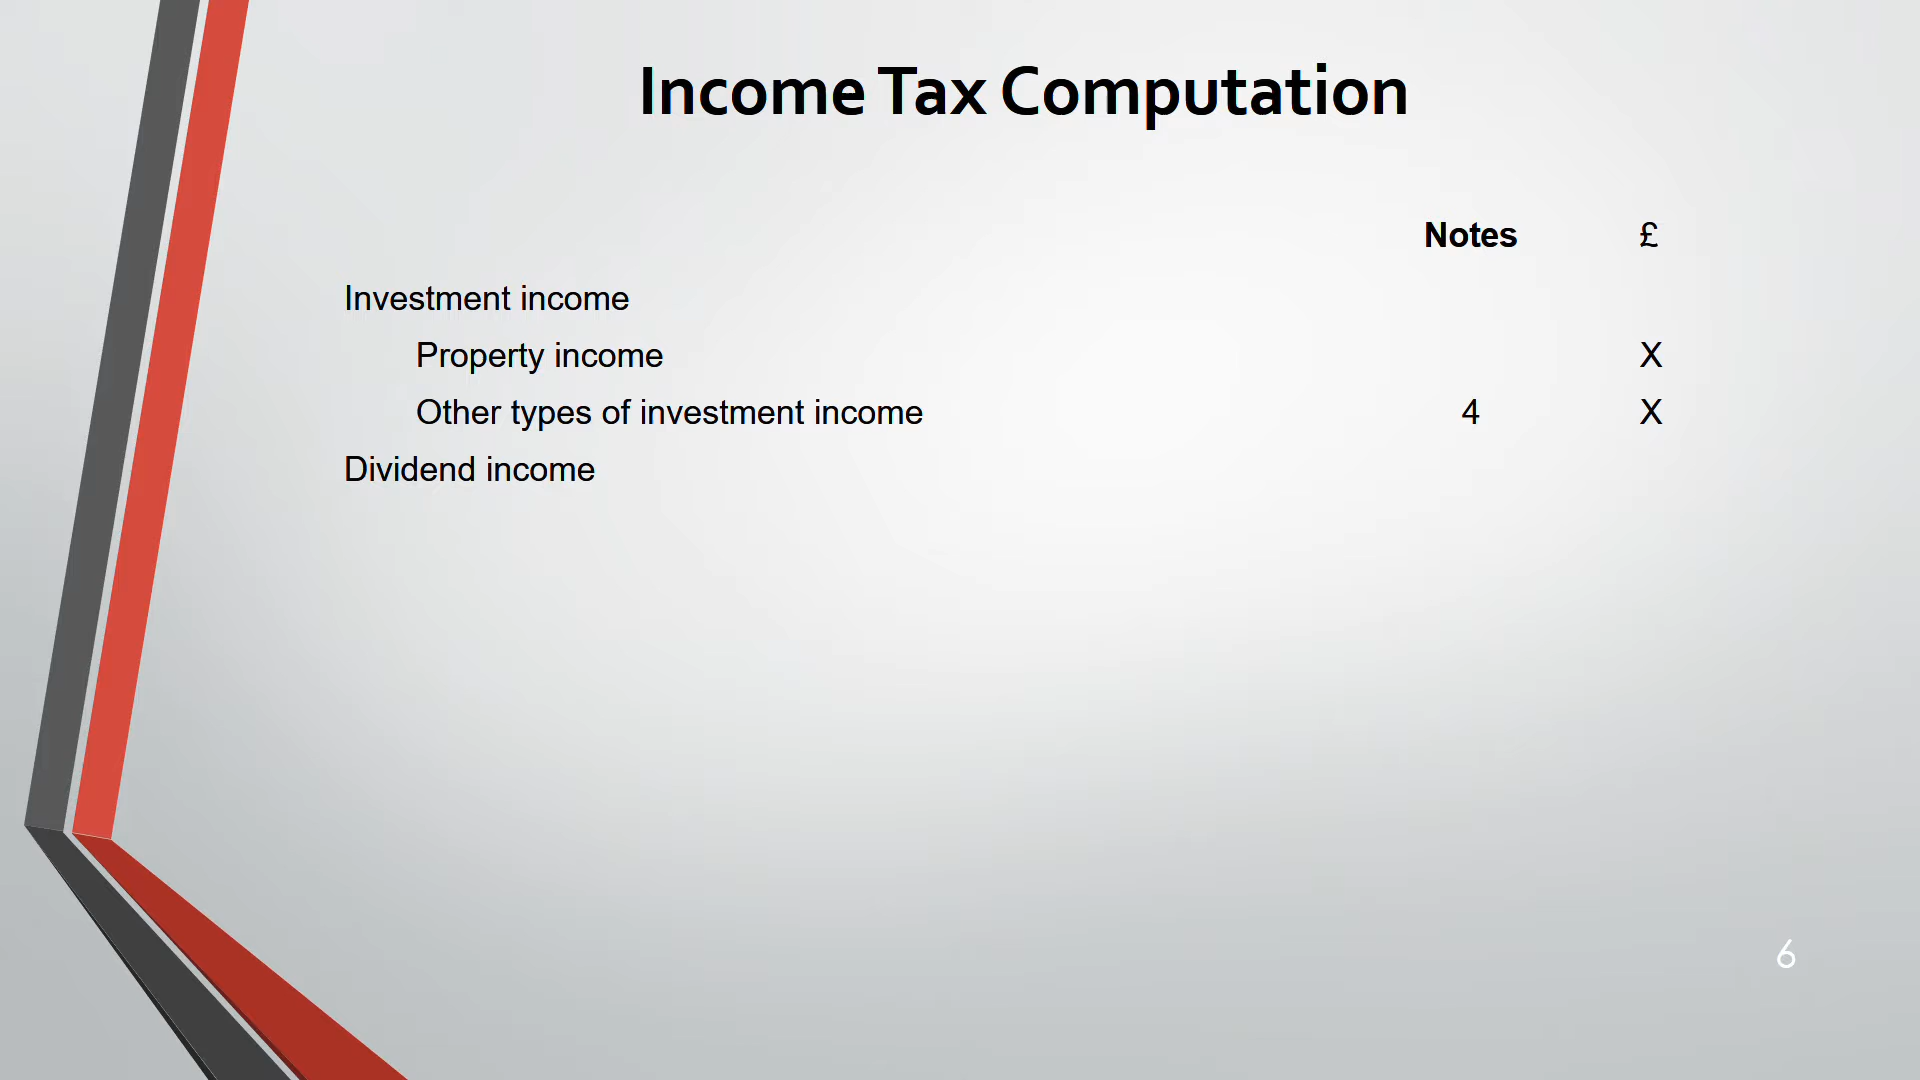 Income Tax Computation
Notes £
Investment income
Property income X
Other types of investment income 4 X
Dividend income
6